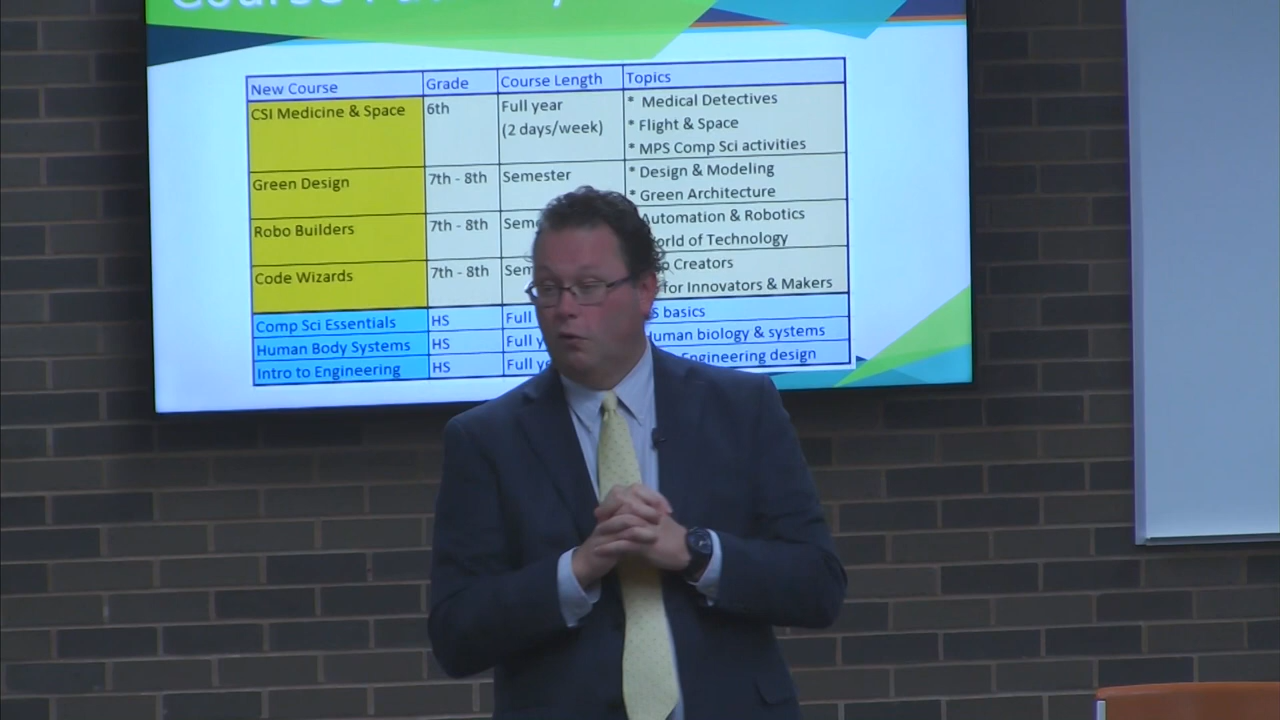 Course
New Course Grade Course Length Topics
CSI Medicine & Space 6th Full year * Medical Detectives
(2 days/week) * Flight & Space
* MPS Comp Sci activities
Green Design 7th - 8th Semester * Design & Modeling
* Green Architecture
Robo Builders 7th - 8th Automation & Robotics
of Technology
Code Wizards 7th - 8th Creators
for Innovators & Makers
Comp Sci Essentials HS Full basics
Human Body Systems HS Full Human biology & systems
Intro to Engineering HS Full Engineering design